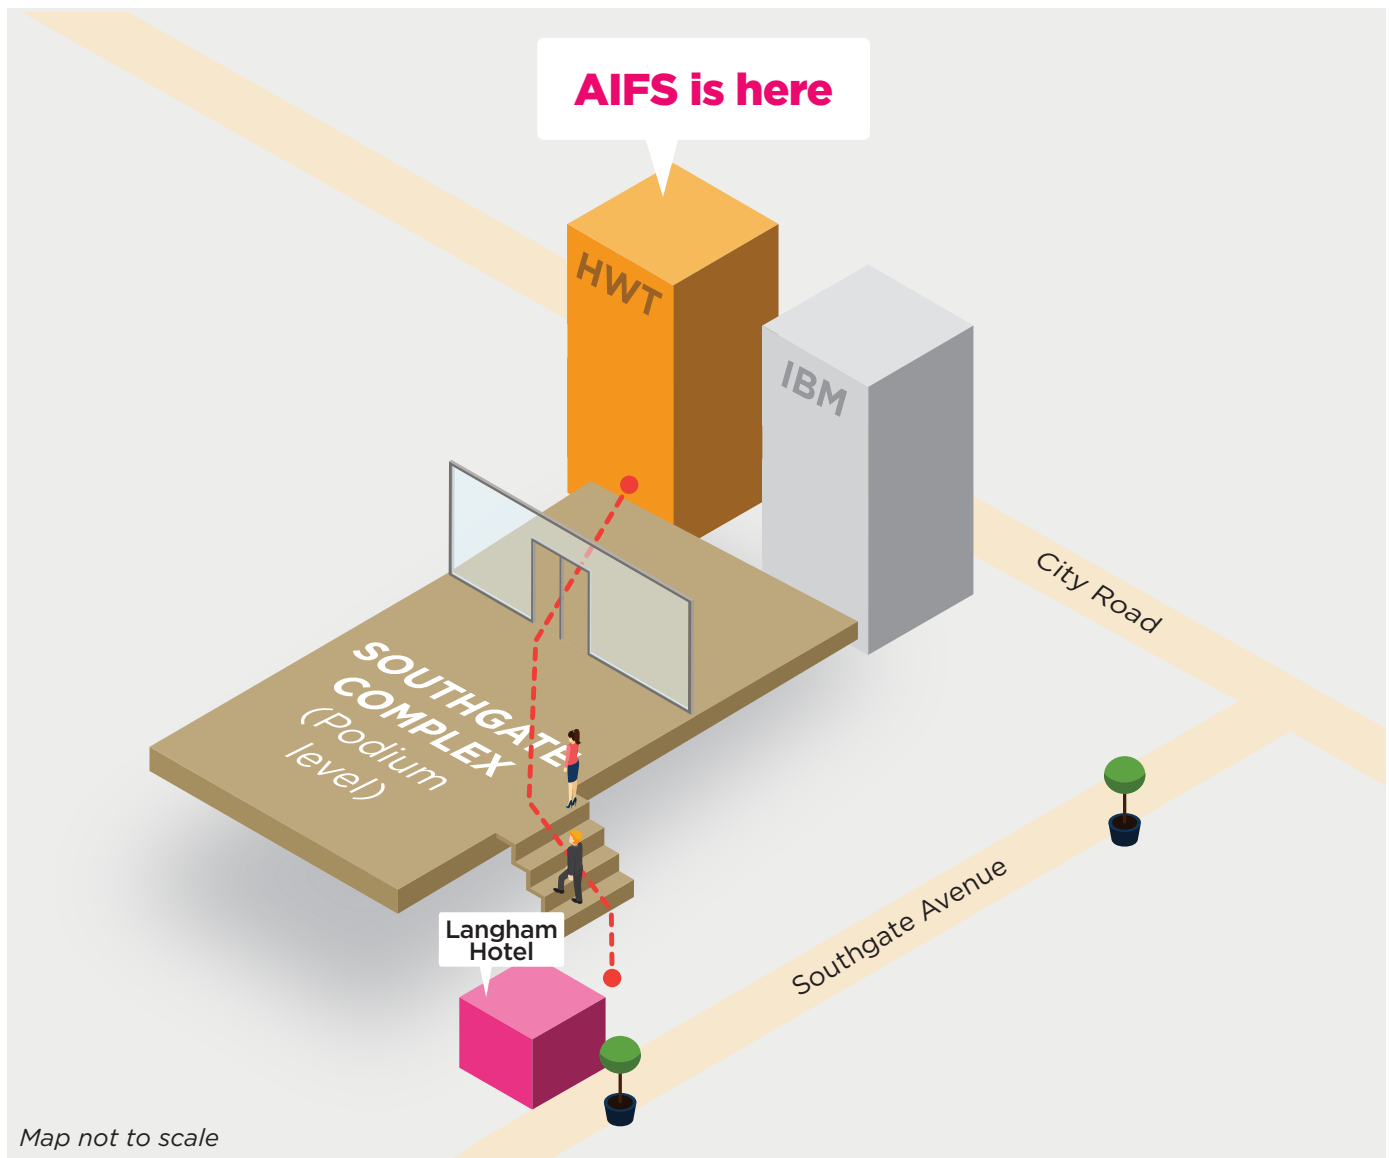 AIFS is here
HWT
IBM
City Road
SOUTHGATE
COMPLEX
(Podium
level)
Southgate Avenue
Langham
Hotel
Map not to scale